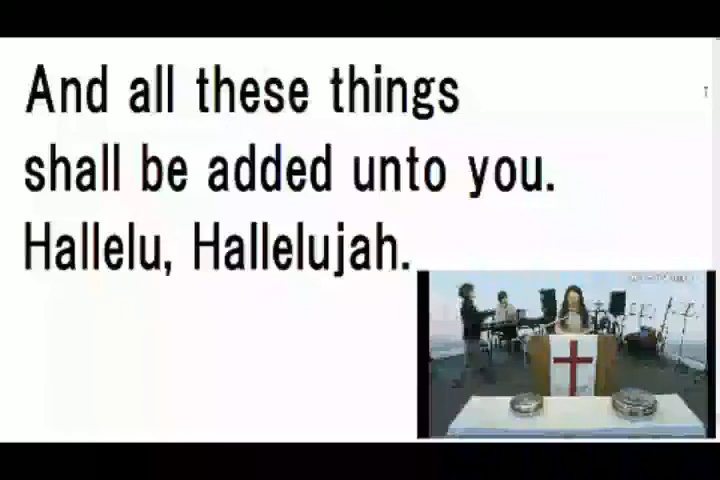 And all these things
shall be added unto you.
Hallelu, Hallelujah.